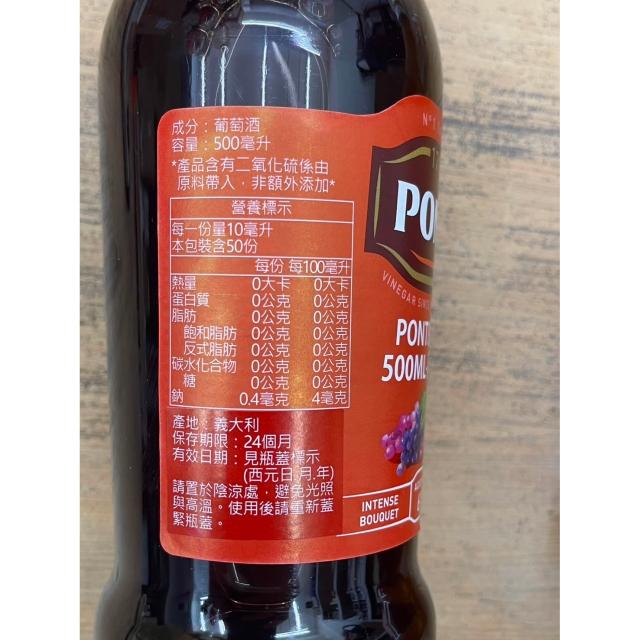 成分：葡萄酒
容量：500毫升
*產品含有二氧化硫係由
原料帶入，非額外添加*
營養標示
每一份量10毫升
本包裝含50份
每份 每100毫升
熱量 0大卡 0大卡
蛋白質 0公克 0公克
脂肪 0公克 0公克
飽和脂肪 0公克 0公克
反式脂肪 0公克 0公克
碳水化合物 0公克 0公克
糖 0公克 0公克
鈉 0.4毫克 4毫克
產地：義大利
保存期限：24個月
有效日期：見瓶蓋標示
(西元日.月.年)
請置於陰涼處，避免光照
與高溫。使用後請重新蓋
緊瓶蓋。
VINEGAR
500ML
INTENSE
BOUQUET